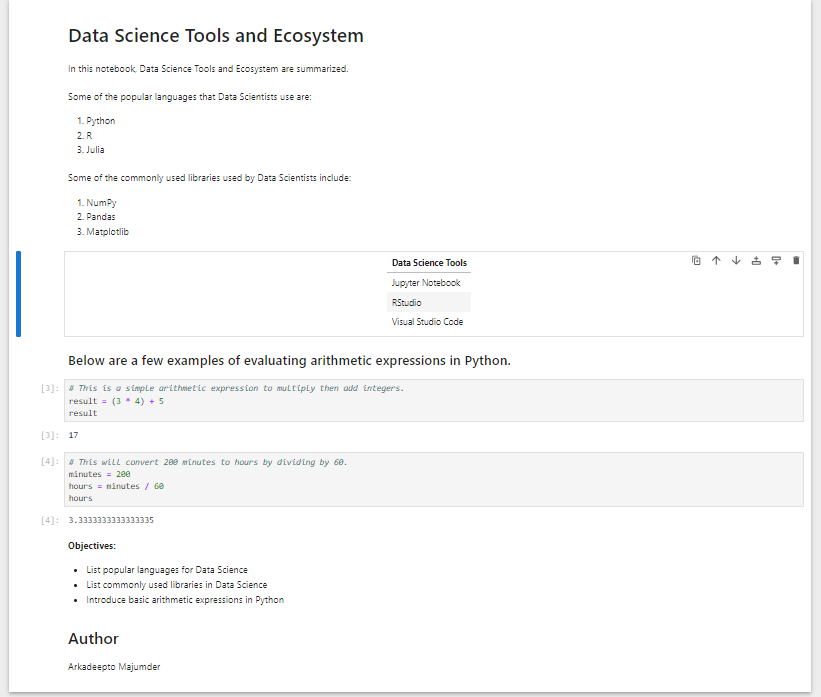 Data Science Tools and Ecosystem
In this notebook, Data Science Tools and Ecosystem are summarized.
Some of the popular languages that Data Scientists use are:
1. Python
2. R
3. Julia
Some of the commonly used libraries used by Data Scientists include:
1. NumPy
2. Pandas
3. Matplotlib
Data Science Tools
Jupyter Notebook
RStudio
Visual Studio Code
Below are a few examples of evaluating arithmetic expressions in Python.
[3]: # This is a simple arithmetic expression to multiply then add integers.
result = (3 * 4) + 5
result
[3]: 17
[4]: # This will convert 200 minutes to hours by dividing by 60.
minutes = 200
hours = minutes / 60
hours
[4]: 3.3333333333333335
Objectives:
• List popular languages for Data Science
• List commonly used libraries in Data Science
• Introduce basic arithmetic expressions in Python
Author
Arkadeepto Majumder